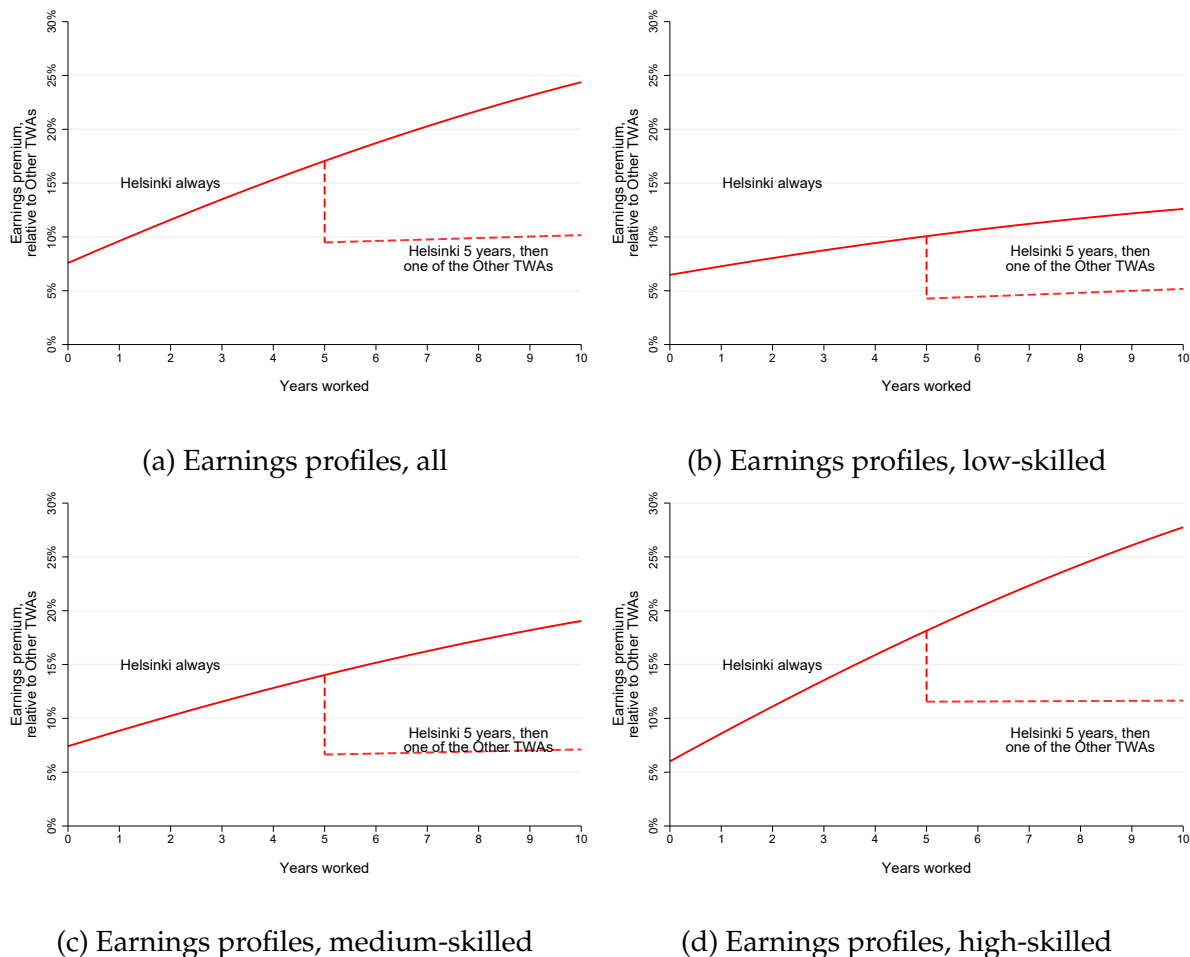 30%
25%
20%
15%
10%
5%
0%
Earnings premium,
relative to Other TWAs
Helsinki always
Helsinki 5 years, then
one of the Other TWAs
0 1 2 3 4 5 6 7 8 9 10
Years worked
(a) Earnings profiles, all
30%
25%
20%
15%
10%
5%
0%
Earnings premium,
relative to Other TWAs
Helsinki always
Helsinki 5 years, then
one of the Other TWAs
0 1 2 3 4 5 6 7 8 9 10
Years worked
(b) Earnings profiles, low-skilled
30%
25%
20%
15%
10%
5%
0%
Earnings premium,
relative to Other TWAs
Helsinki always
Helsinki 5 years, then
one of the Other TWAs
0 1 2 3 4 5 6 7 8 9 10
Years worked
(c) Earnings profiles, medium-skilled
30%
25%
20%
15%
10%
5%
0%
Earnings premium,
relative to Other TWAs
Helsinki always
Helsinki 5 years, then
one of the Other TWAs
0 1 2 3 4 5 6 7 8 9 10
Years worked
(d) Earnings profiles, high-skilled